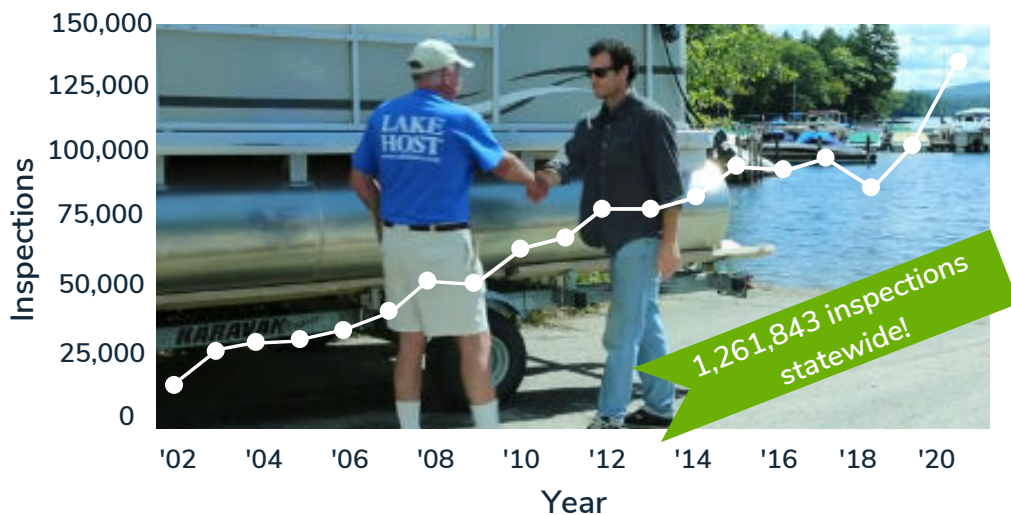 150,000
125,000
100,000
75,000
50,000
25,000
0
Inspections
LAKE
HOST
KARAVAN
1,261,843 inspections
statewide!
'02
'04
'06
'08
'10
'12
'14
'16
'18
'20
Year